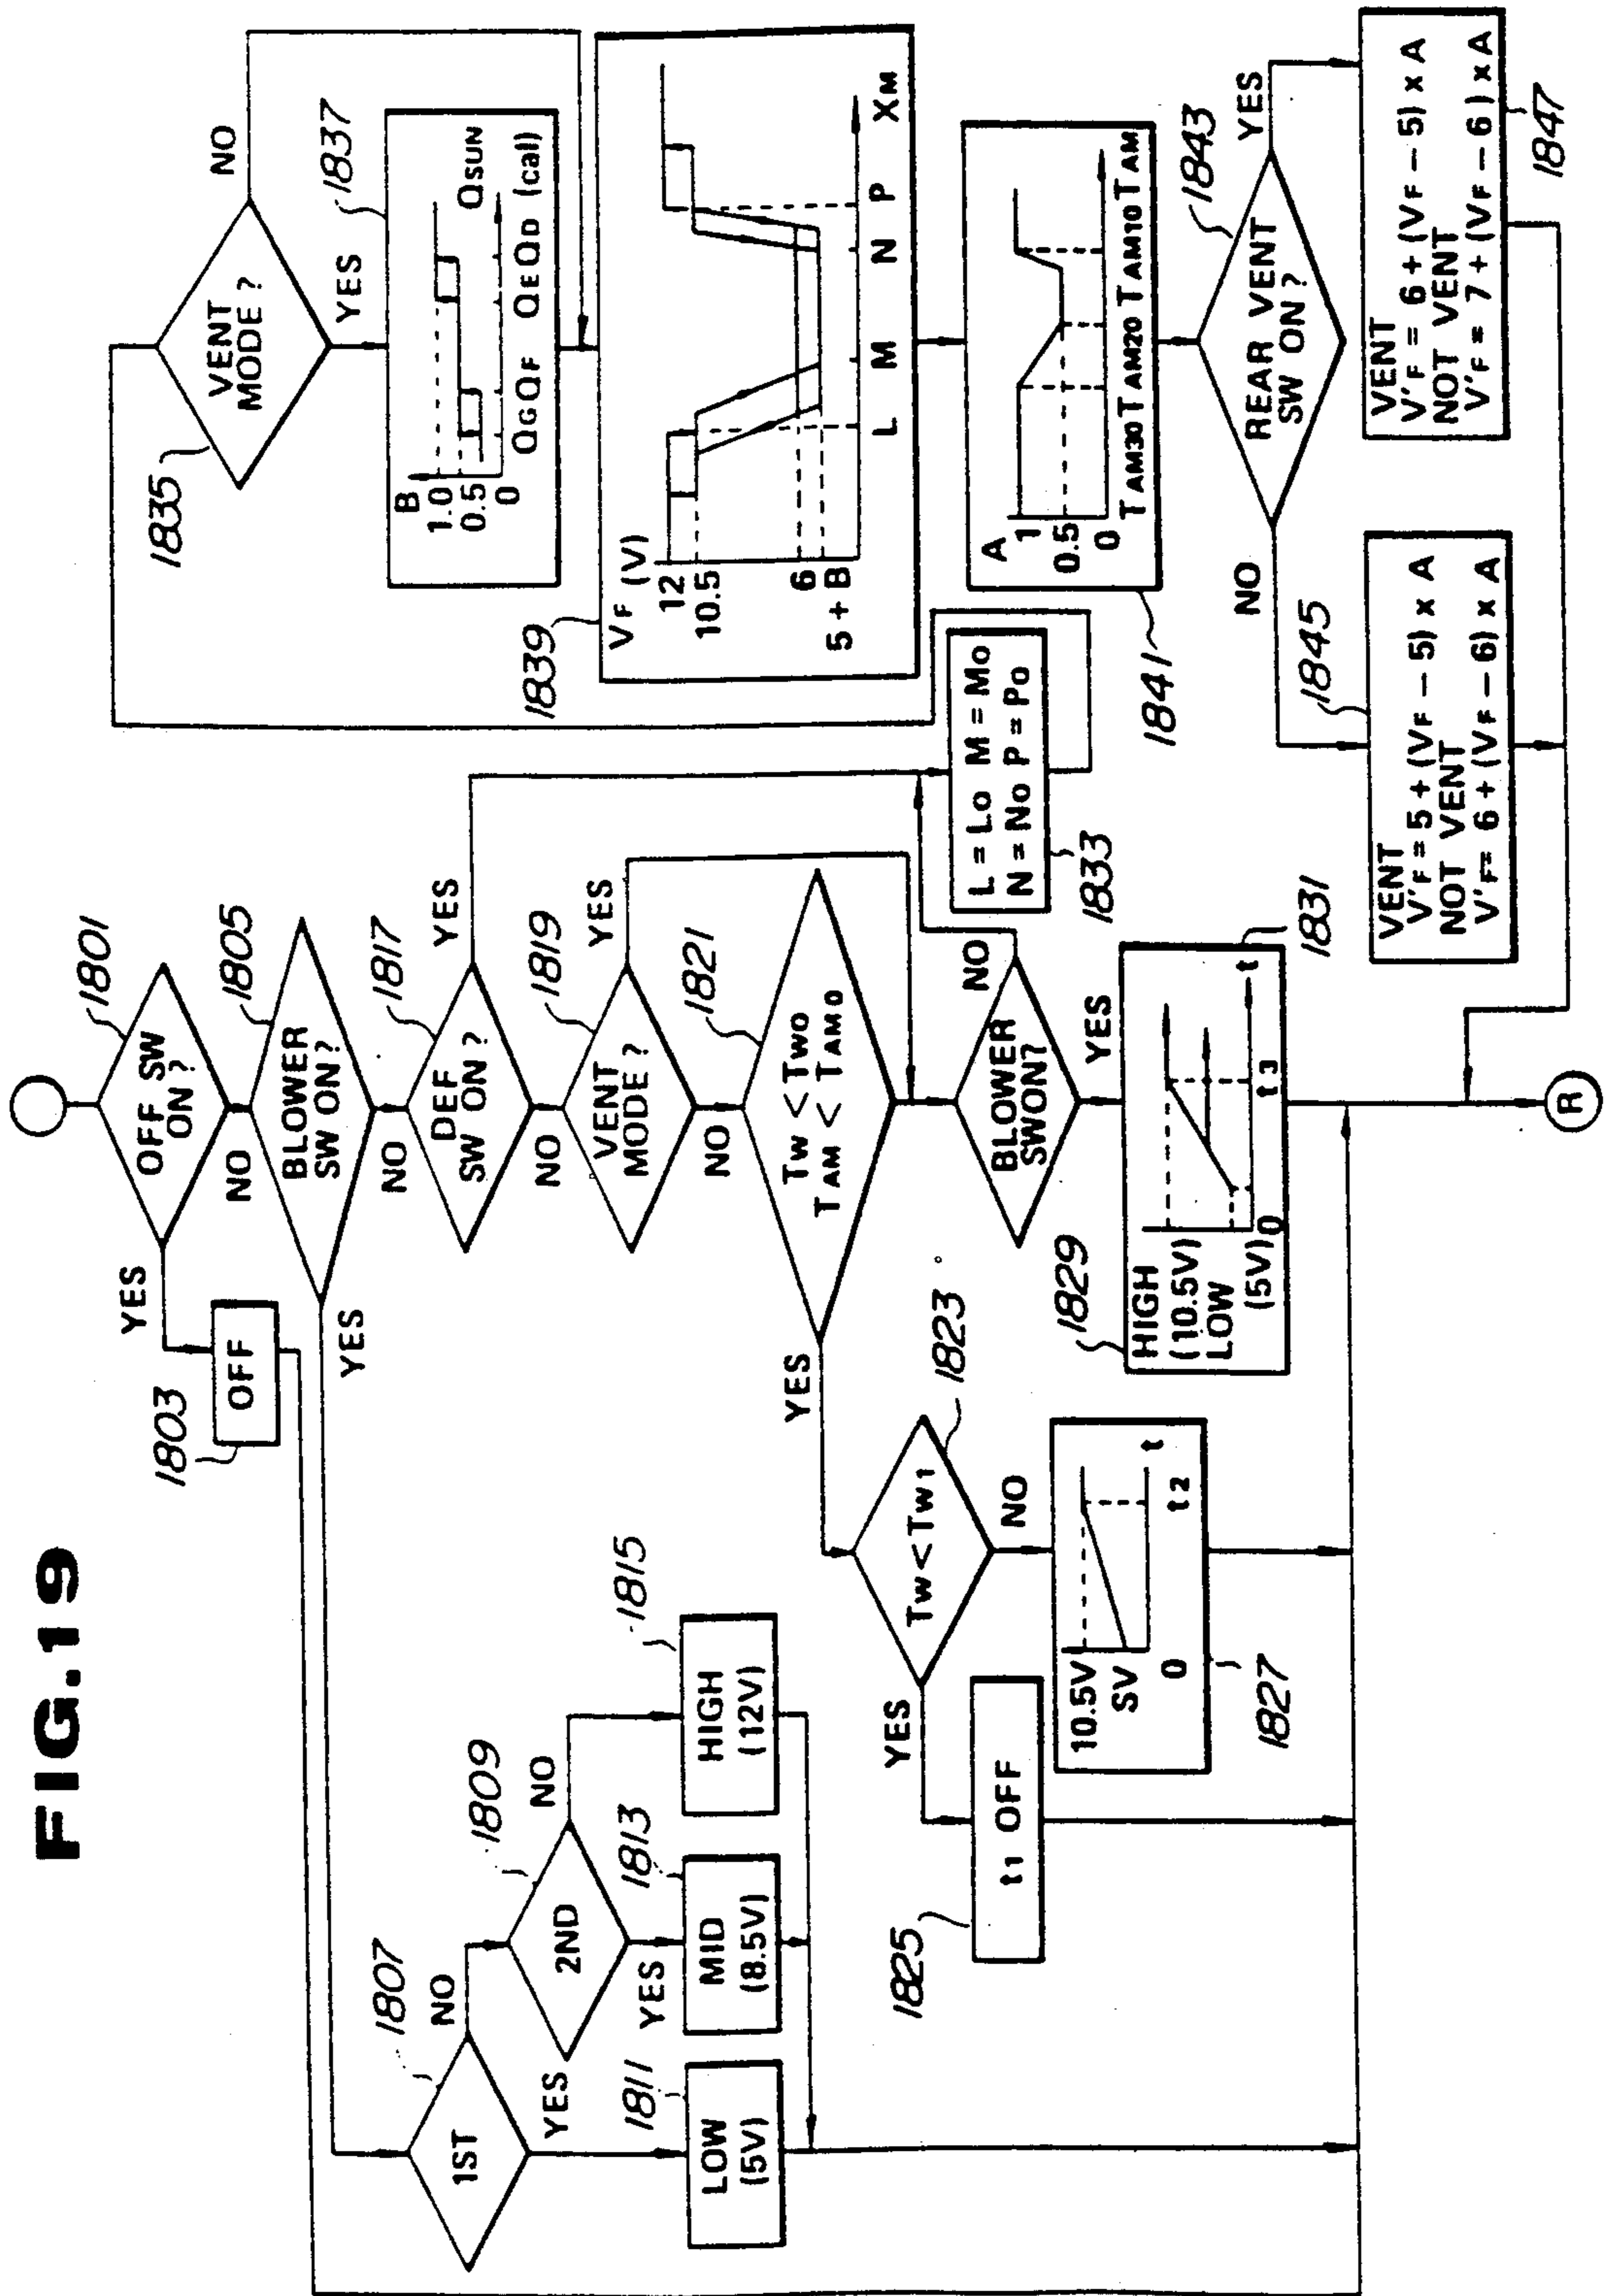 FIG.19
OFF SW
ON ?
1801
YES
NO
OFF
1803
BLOWER
SW ON?
1805
YES
NO
1ST
1807
NO
YES
2ND
1809
NO
YES
LOW
(5V)
1811
MID
(8.5V)
1813
HIGH
(12V)
1815
DEF
SW ON ?
1817
YES
NO
VENT
MODE ?
1819
YES
NO
TW < TWO
TAM < TAMO
1821
YES
TW < TW1
1823
YES
NO
t1 OFF
1825
10.5V
SV
0
t2
t
1827
BLOWER
SWON?
NO
YES
1829
HIGH
(10.5V)
LOW
(5V)
0
t3
t
1831
L = LO M = MO
N = NO P = PO
1833
VENT
MODE ?
1835
NO
YES
B
1.0
0.5
0
QSUN
QG QF QE QD (cal)
1837
VF (V)
12
10.5
6
5 + B
L M N P XM
1839
A
1
0.5
0
TAM30 TAM20 TAM10 TAM
1841
REAR VENT
SW ON ?
1843
NO
YES
VENT
V'F = 5 + (VF − 5) x A
NOT VENT
V'F = 6 + (VF − 6) x A
1845
VENT
V'F = 6 + (VF − 5) x A
NOT VENT
V'F = 7 + (VF − 6) x A
1847
R